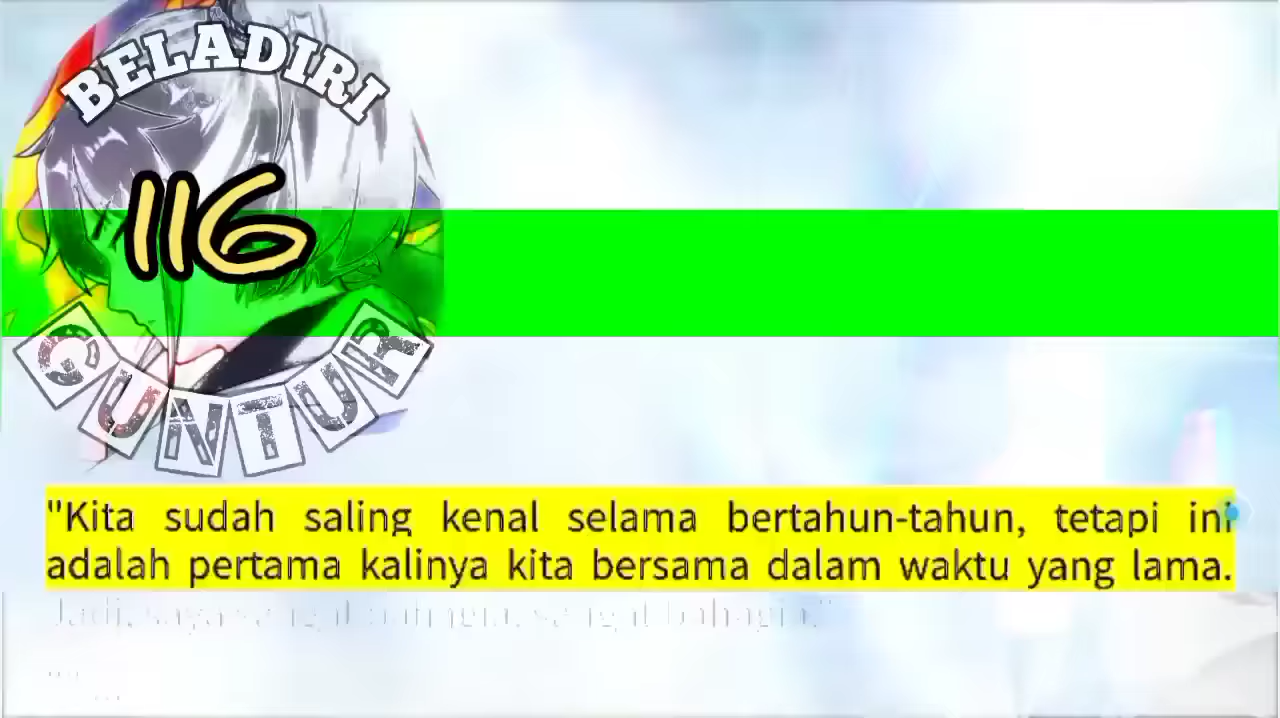 BELADIRI
116
GUNTUR
"Kita sudah saling kenal selama bertahun-tahun, tetapi ini
adalah pertama kalinya kita bersama dalam waktu yang lama.